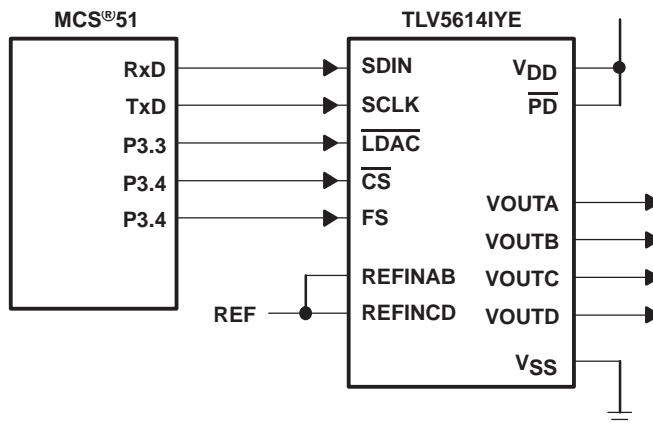 MCS®51
TLV5614IYE
RxD
TxD
P3.3
P3.4
P3.4
SDIN
SCLK
LDAC
CS
FS
REFINAB
REFINCD
REF
VDD
PD
VOUTA
VOUTB
VOUTC
VOUTD
VSS